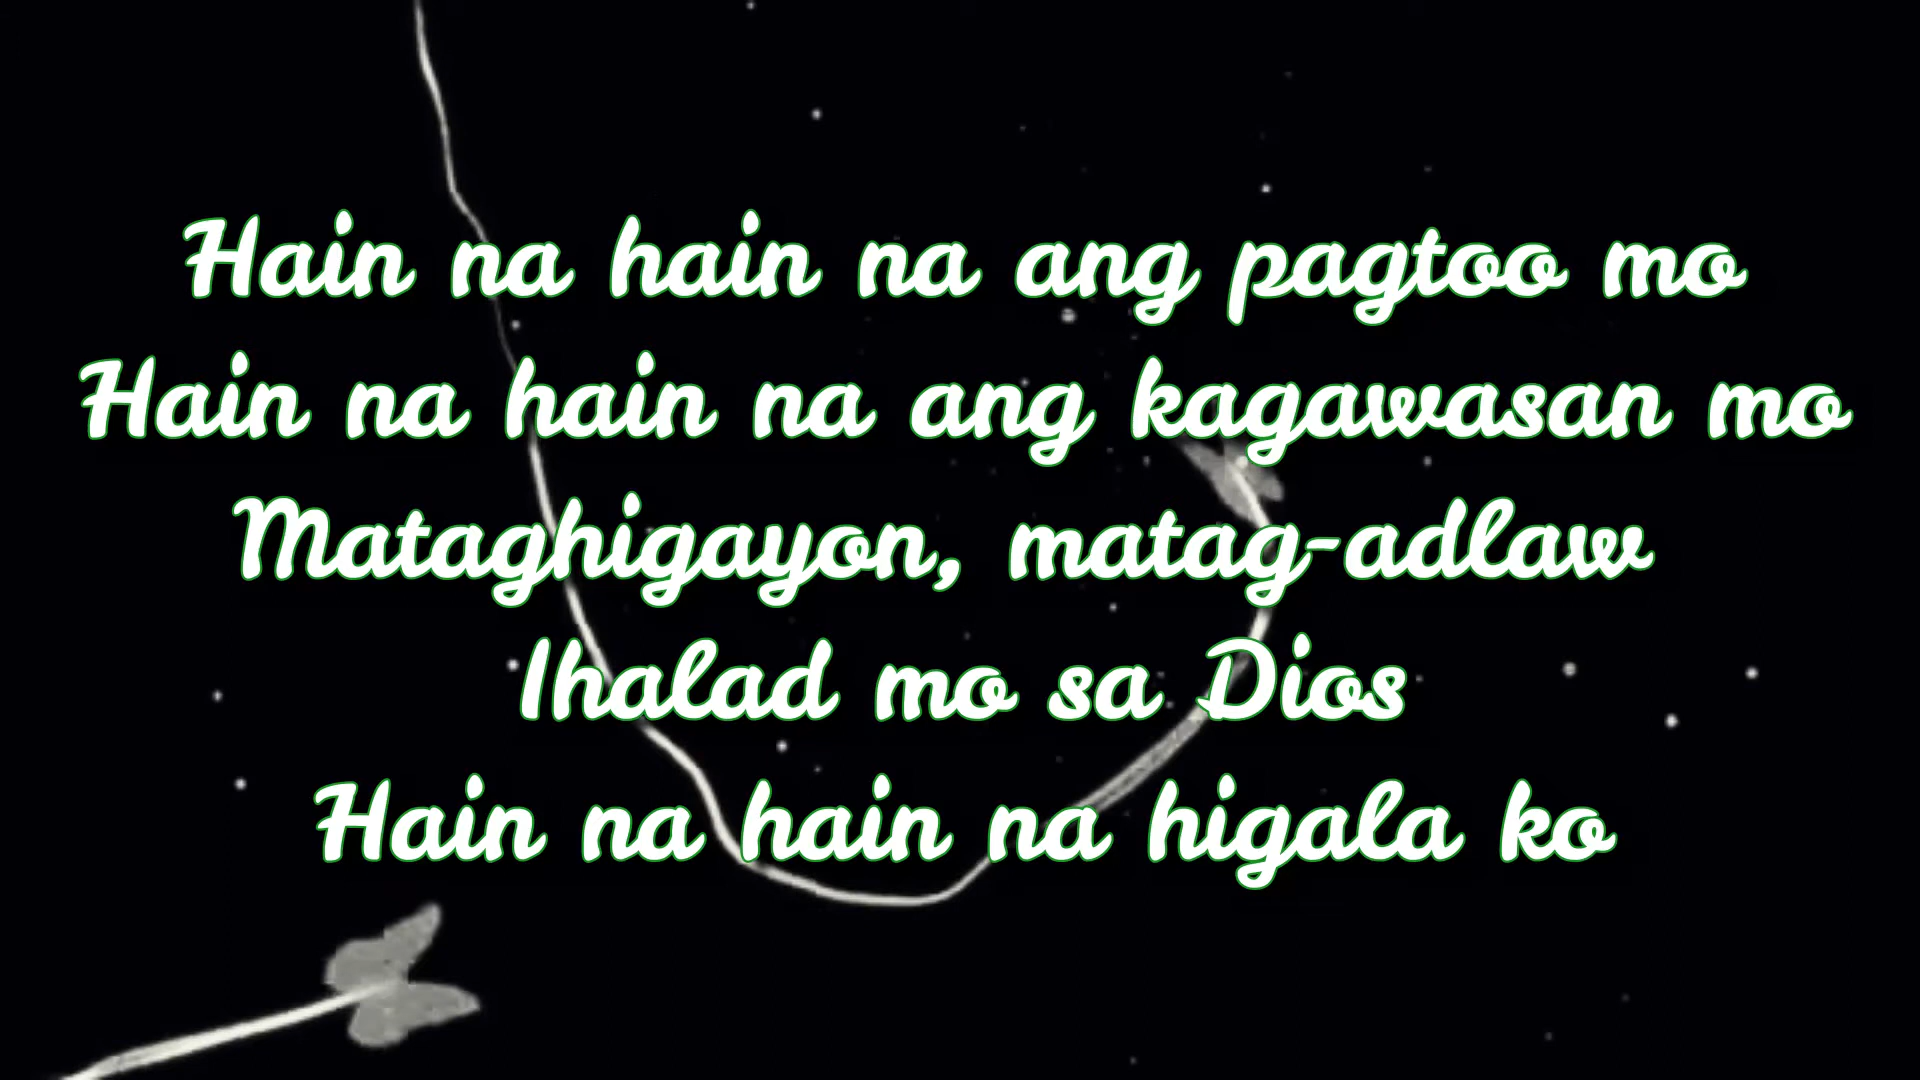 Hain na hain na ang pagtoo mo
Hain na hain na ang kagawasan mo
Mataghigayon, matag-adlaw
Ihalad mo sa Dios
Hain na hain na higala ko